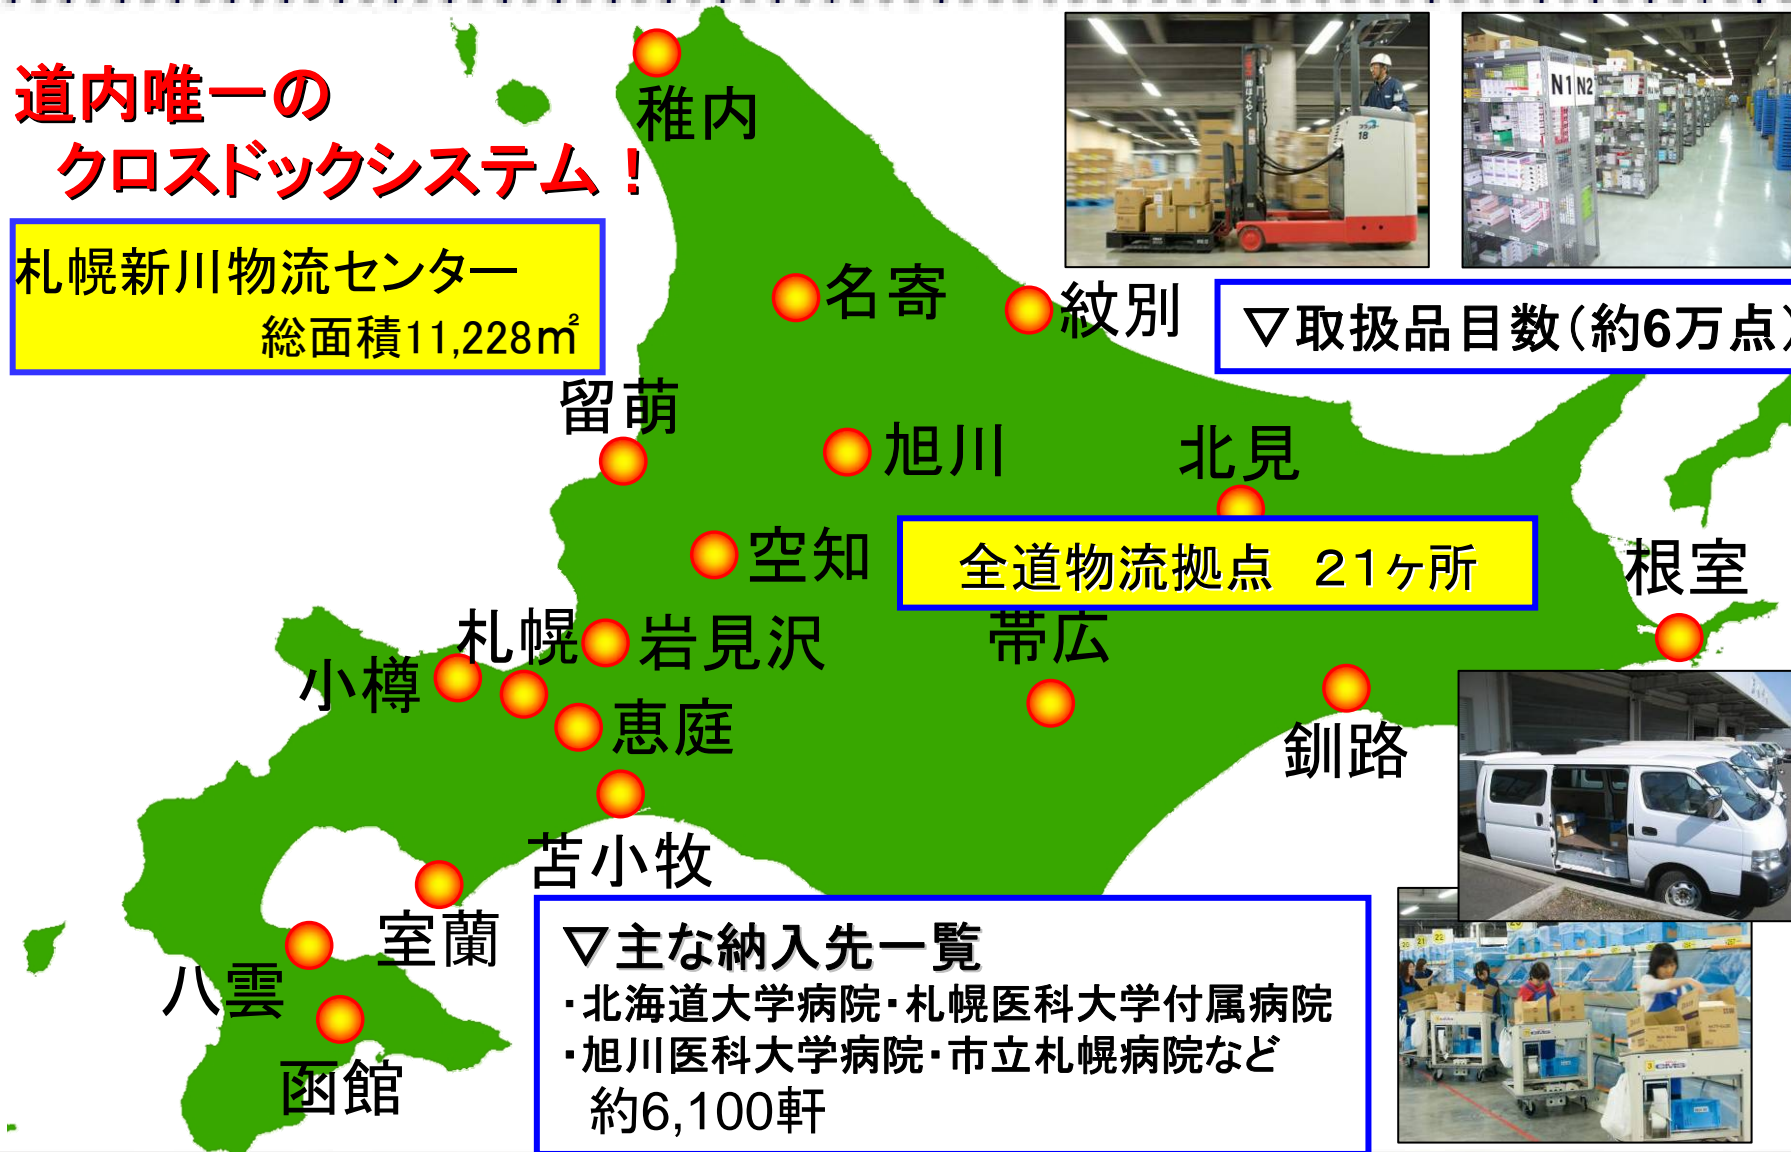 道内唯一の
クロスドックシステム！
札幌新川物流センター
総面積11,228㎡
稚内
N1 N2
18
名寄
紋別
▽取扱品目数（約6万点）
留萌
旭川
北見
空知
全道物流拠点　21ヶ所
根室
札幌
岩見沢
帯広
小樽
恵庭
釧路
苫小牧
室蘭
八雲
函館
▽主な納入先一覧
・北海道大学病院・札幌医科大学付属病院
・旭川医科大学病院・市立札幌病院など
約6,100軒
20 21 22
3